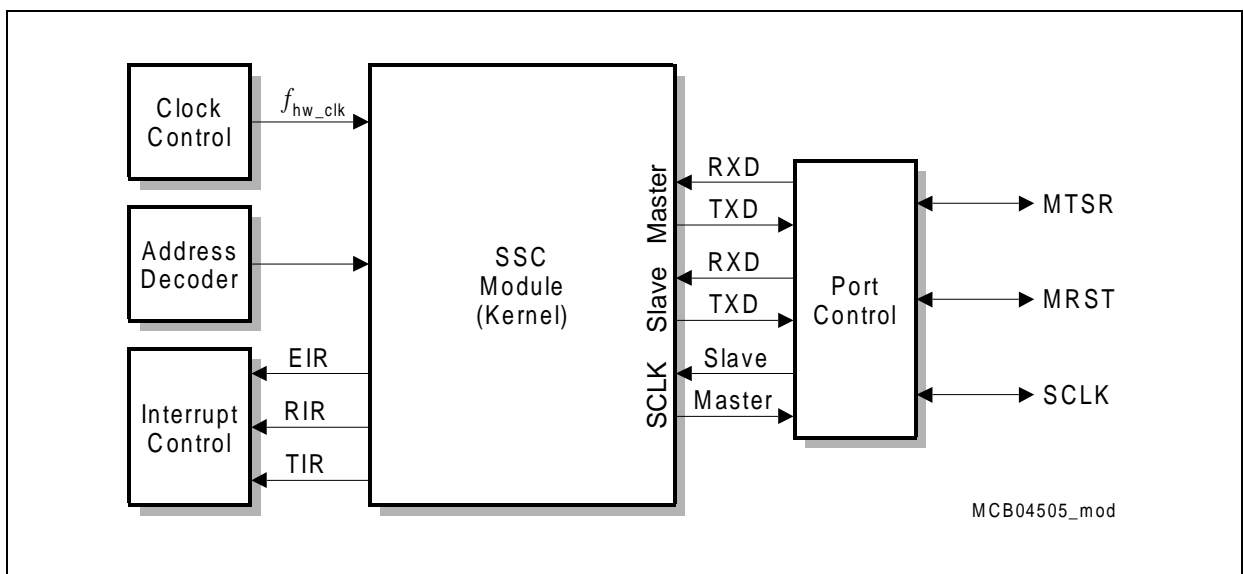 Clock
Control
f hw_clk
Address
Decoder
Interrupt
Control
EIR
RIR
TIR
SSC
Module
(Kernel)
Master
Slave
SCLK
RXD
TXD
RXD
TXD
Slave
Master
Port
Control
MTSR
MRST
SCLK
MCB04505_mod